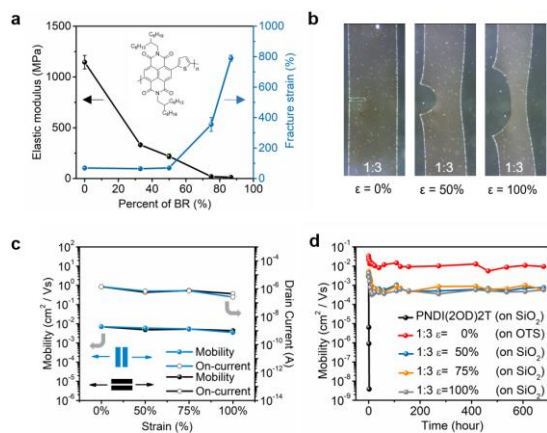 a
Elastic modulus (MPa)
1500
1000
500
0
Fracture strain (%)
1000
800
600
400
200
0
0 20 40 60 80 100
Percent of BR (%)
b
1:3 1:3 1:3
ε = 0% ε = 50% ε = 100%
c
Mobility (cm² / Vs)
10² 10¹ 10⁰ 10⁻¹ 10⁻² 10⁻³ 10⁻⁴ 10⁻⁵ 10⁻⁶
Drain Current (A)
10⁻⁴ 10⁻⁶ 10⁻⁸ 10⁻¹⁰ 10⁻¹² 10⁻¹⁴
Mobility
On-current
Mobility
On-current
0% 50% 75% 100%
Strain (%)
d
Mobility (cm² / Vs)
10⁰ 10⁻¹ 10⁻² 10⁻³ 10⁻⁴ 10⁻⁵ 10⁻⁶ 10⁻⁷ 10⁻⁸ 10⁻⁹
PNDI(2OD)2T (on SiO₂)
1:3 ε= 0% (on OTS)
1:3 ε= 50% (on SiO₂)
1:3 ε= 75% (on SiO₂)
1:3 ε=100% (on SiO₂)
0 200 400 600
Time (hour)